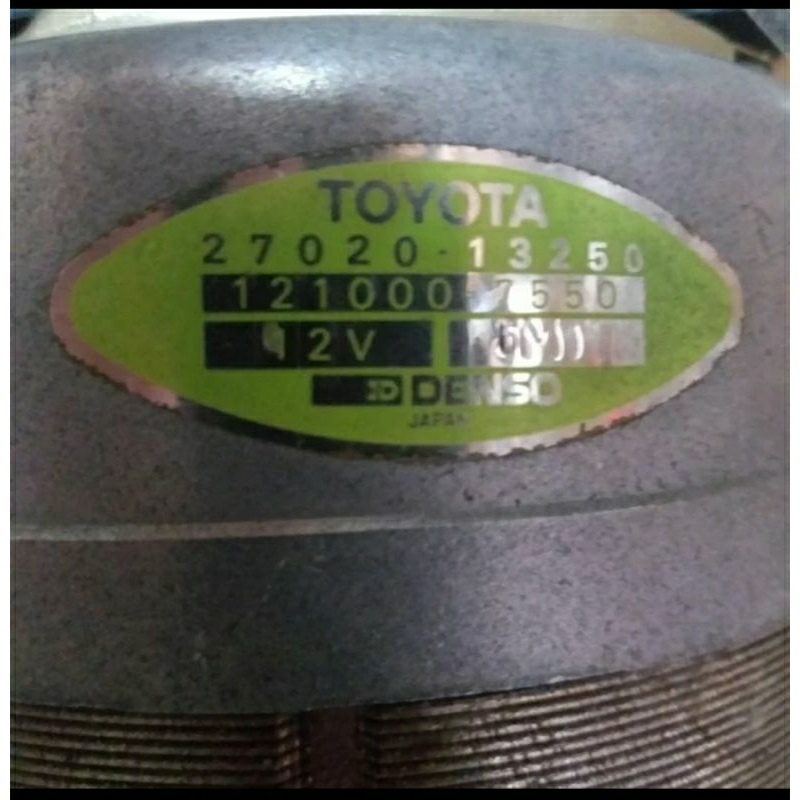 TOYOTA
27020-13250
121000-7550
12V
DENSO
JAPAN